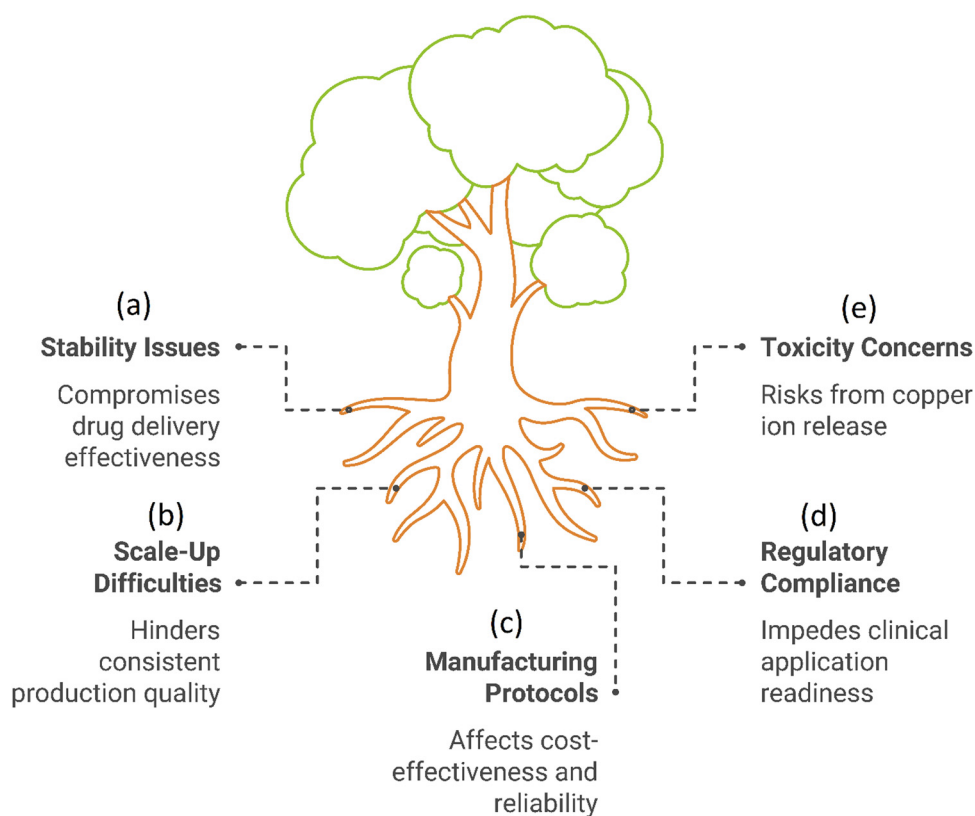 (a)
Stability Issues
Compromises
drug delivery
effectiveness
(b)
Scale-Up
Difficulties
Hinders
consistent
production quality
(c)
Manufacturing
Protocols
Affects cost-
effectiveness and
reliability
(d)
Regulatory
Compliance
Impedes clinical
application
readiness
(e)
Toxicity Concerns
Risks from copper
ion release